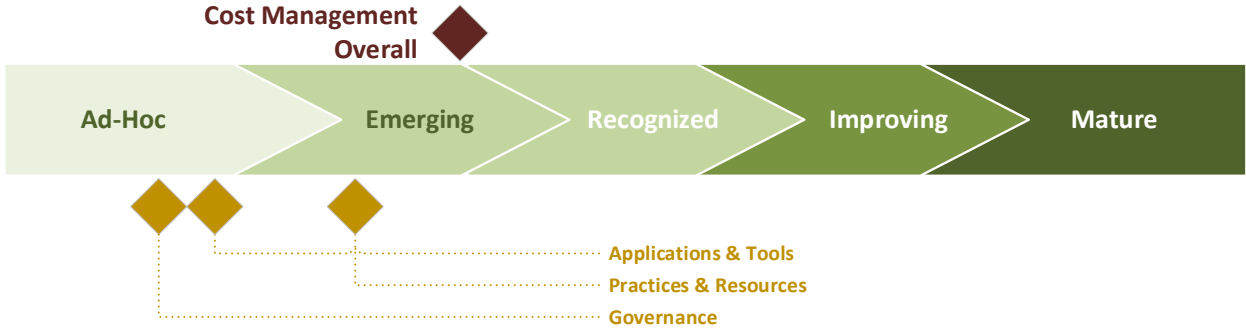 Cost Management
Overall
Ad-Hoc
Emerging
Recognized
Improving
Mature
Applications & Tools
Practices & Resources
Governance